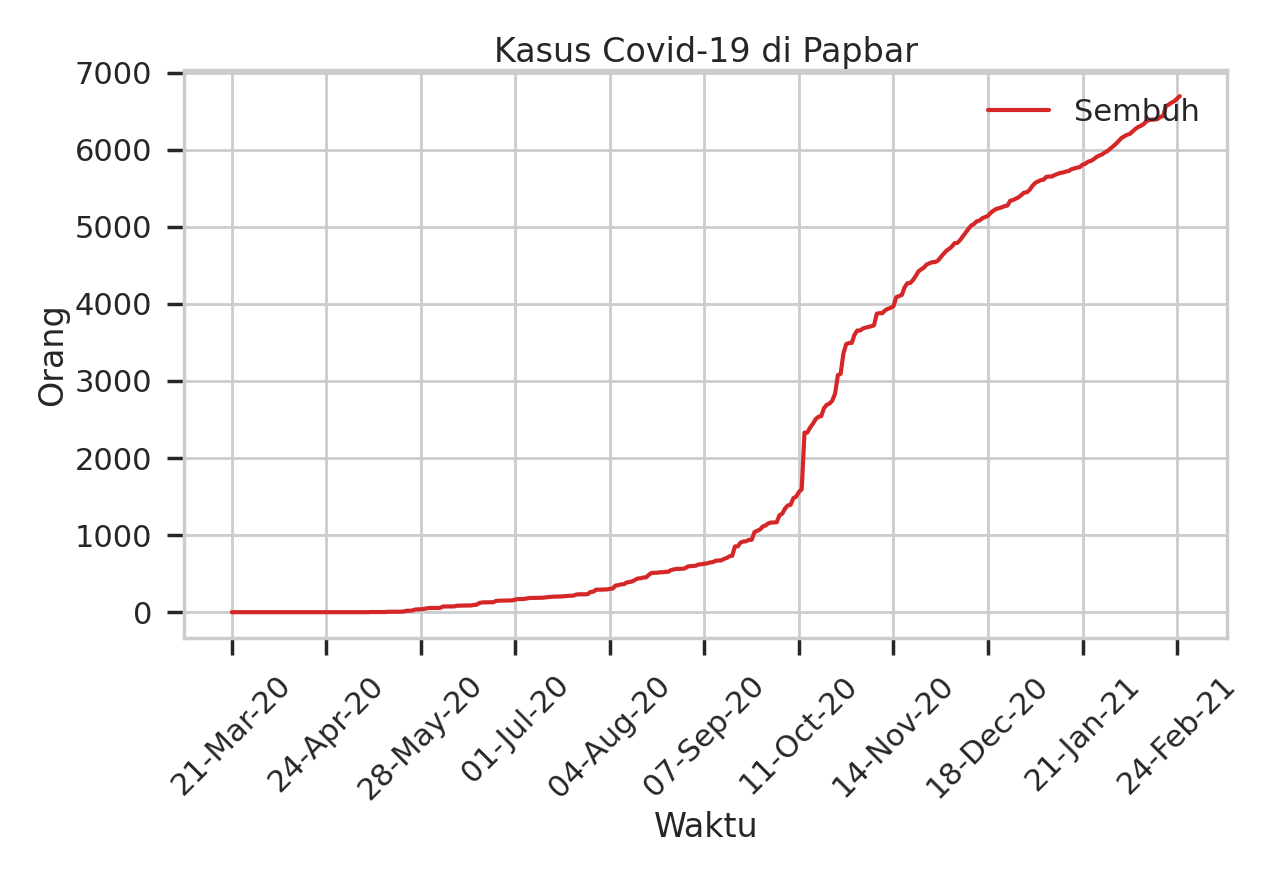 Kasus Covid-19 di Papbar
Sembuh
7000
6000
5000
4000
3000
2000
1000
0
Orang
21-Mar-20
24-Apr-20
28-May-20
01-Jul-20
04-Aug-20
07-Sep-20
11-Oct-20
14-Nov-20
18-Dec-20
21-Jan-21
24-Feb-21
Waktu